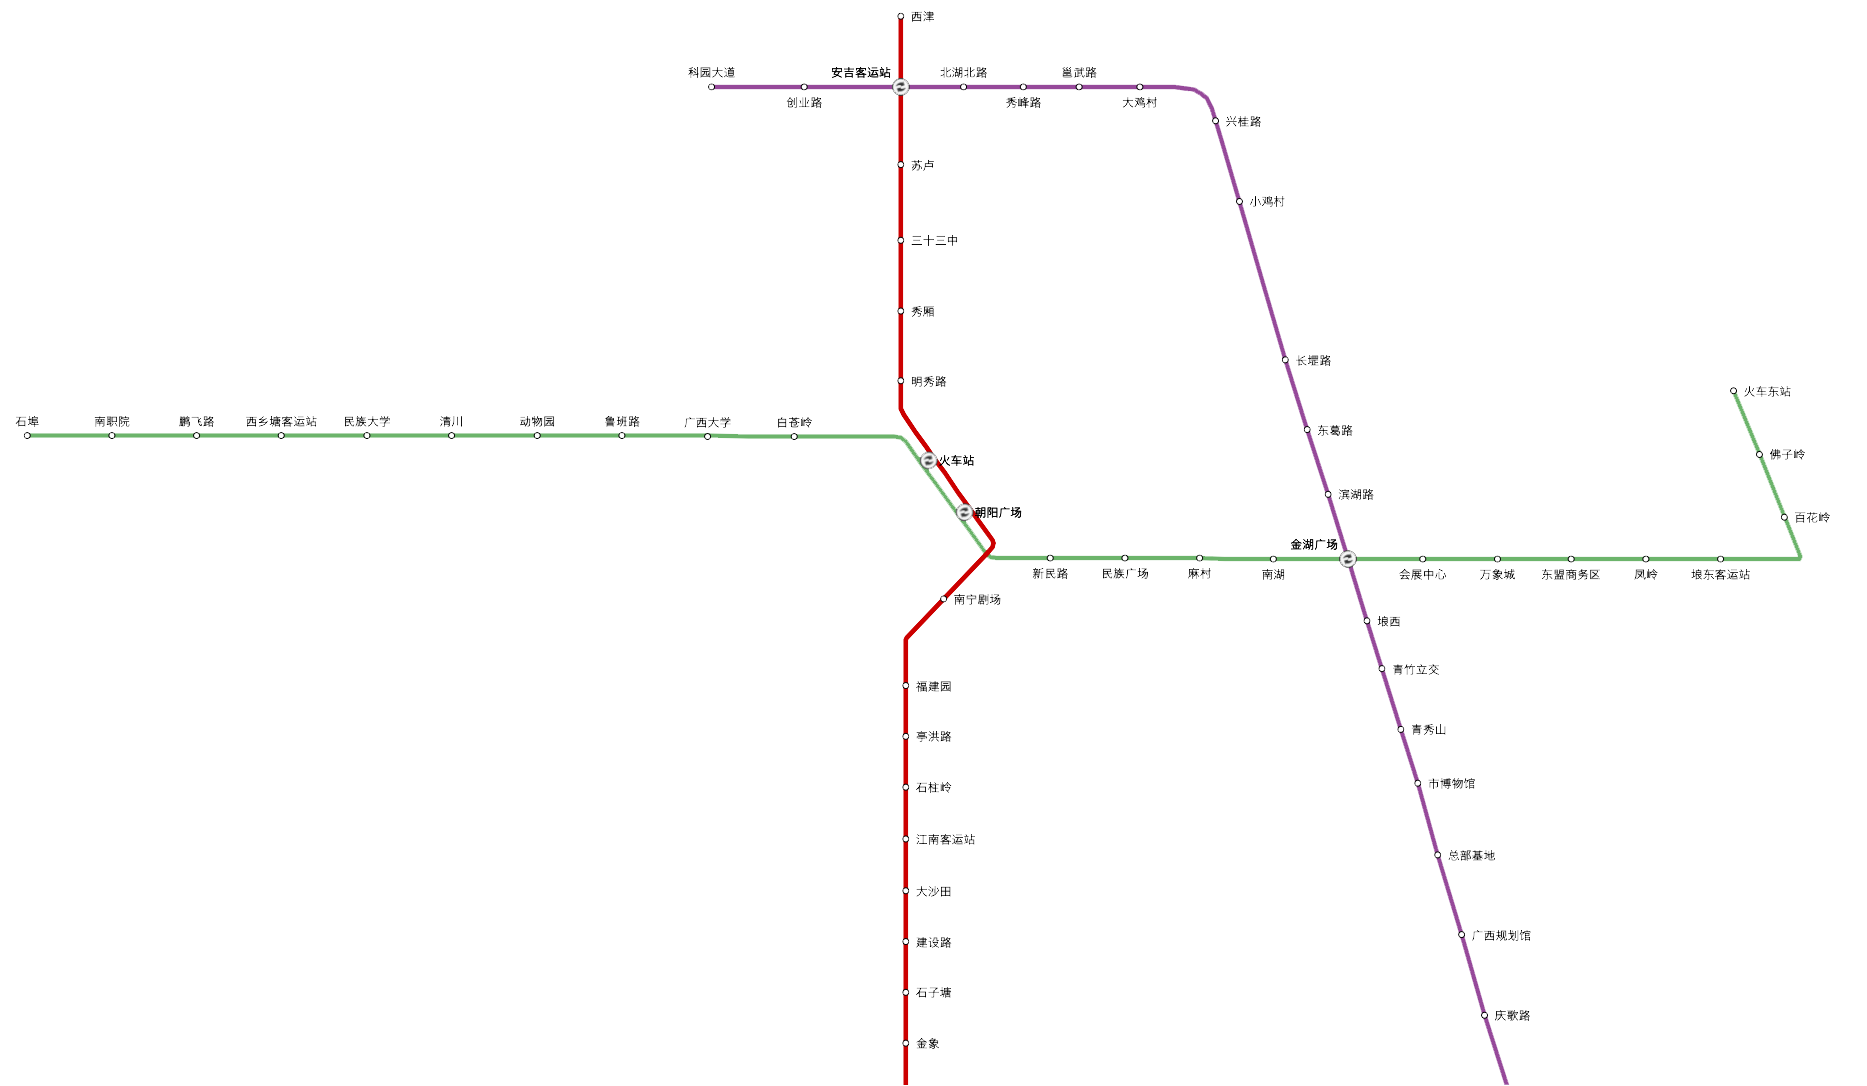 西津
科园大道
安吉客运站
北湖北路
邕武路
创业路
秀峰路
大鸡村
兴桂路
苏卢
小鸡村
三十三中
秀厢
长堽路
明秀路
火车东站
石埠
南职院
鹏飞路
西乡塘客运站
民族大学
清川
动物园
鲁班路
广西大学
白苍岭
东葛路
火车站
佛子岭
滨湖路
朝阳广场
百花岭
金湖广场
新民路
民族广场
麻村
南湖
会展中心
万象城
东盟商务区
凤岭
埌东客运站
南宁剧场
埌西
青竹立交
福建园
青秀山
亭洪路
市博物馆
石柱岭
江南客运站
总部基地
大沙田
广西规划馆
建设路
石子塘
庆歌路
金象